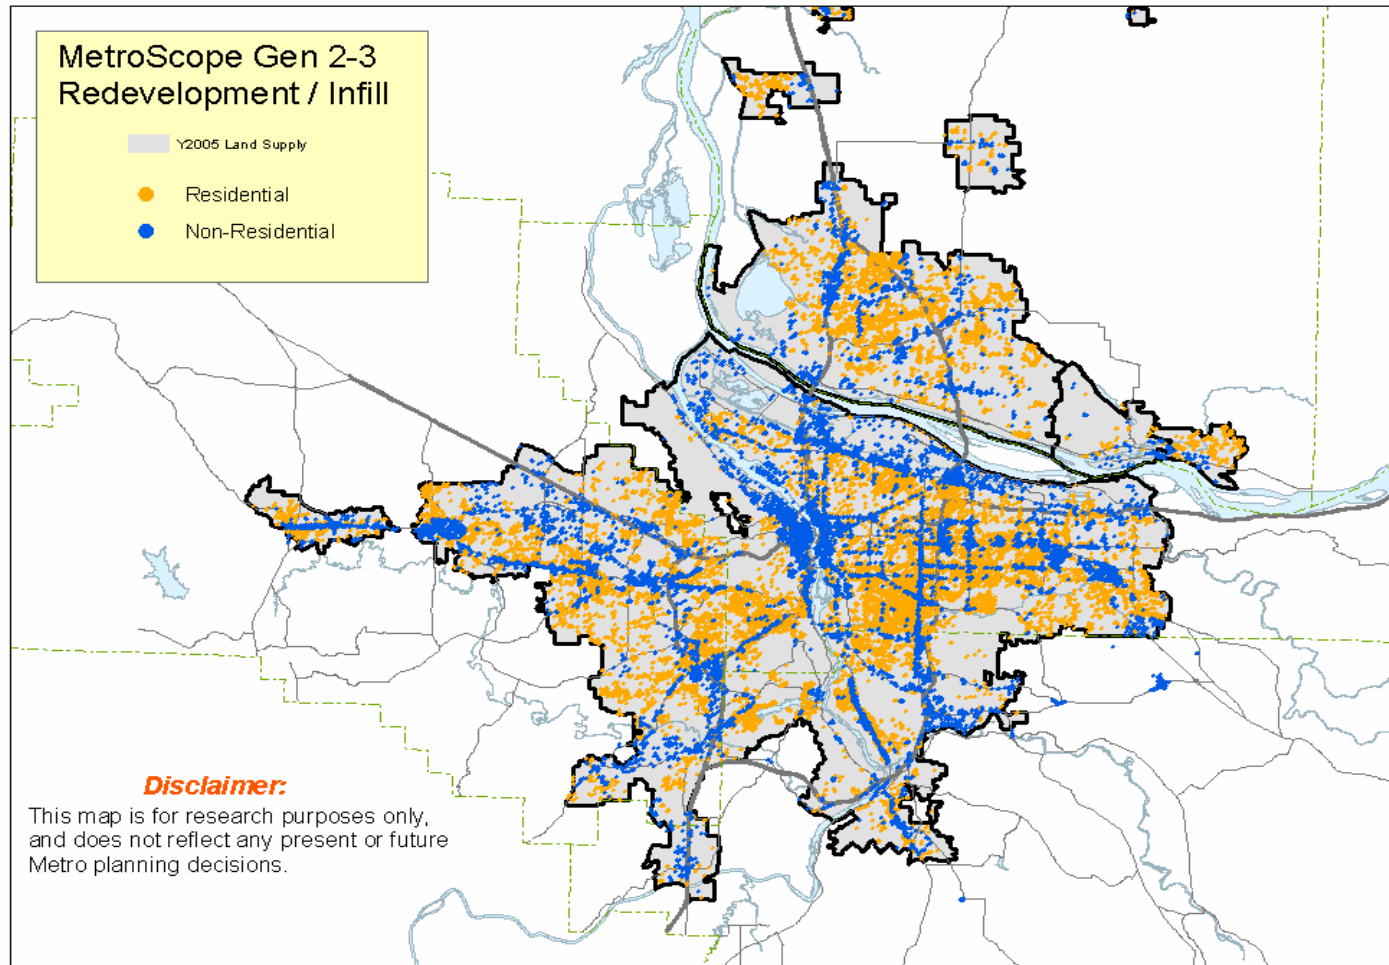 MetroScope Gen 2-3
Redevelopment / Infill
Y2005 Land Supply
Residential
Non-Residential
Disclaimer:
This map is for research purposes only,
and does not reflect any present or future
Metro planning decisions.